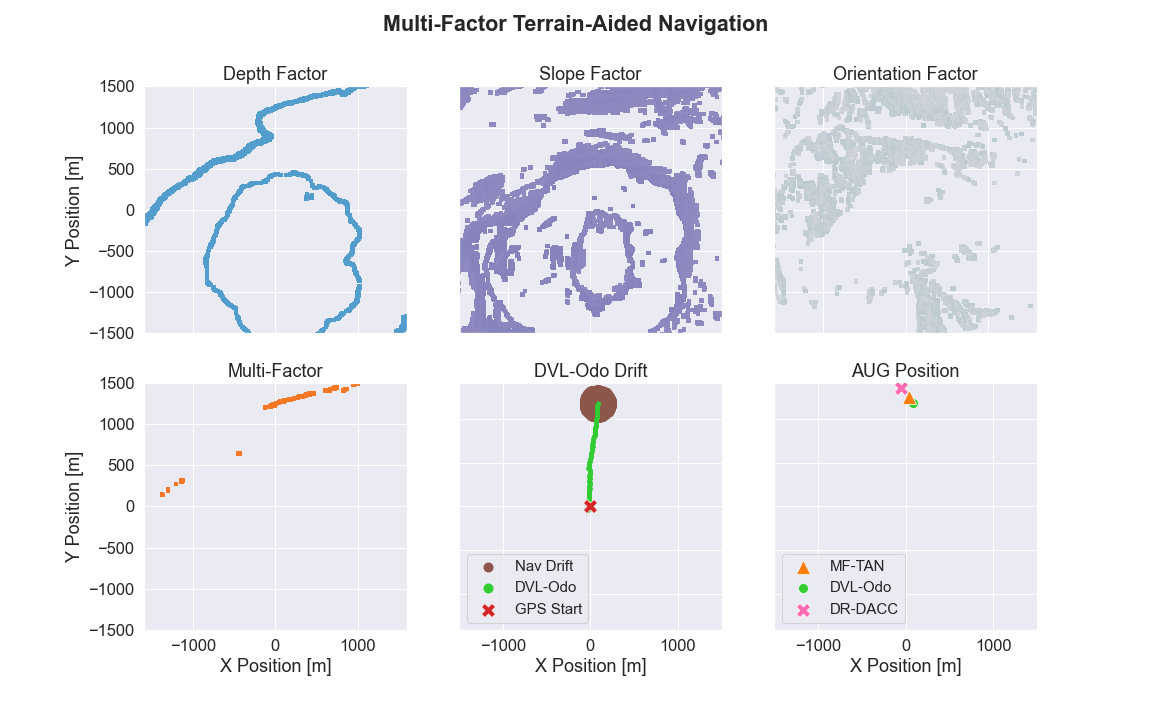 Multi-Factor Terrain-Aided Navigation
Depth Factor
Slope Factor
Orientation Factor
Y Position [m]
1500
1000
500
0
−500
−1000
−1500
Multi-Factor
DVL-Odo Drift
AUG Position
Y Position [m]
1500
1000
500
0
−500
−1000
−1500
Nav Drift
DVL-Odo
GPS Start
MF-TAN
DVL-Odo
DR-DACC
−1000 0 1000
−1000 0 1000
−1000 0 1000
X Position [m]
X Position [m]
X Position [m]